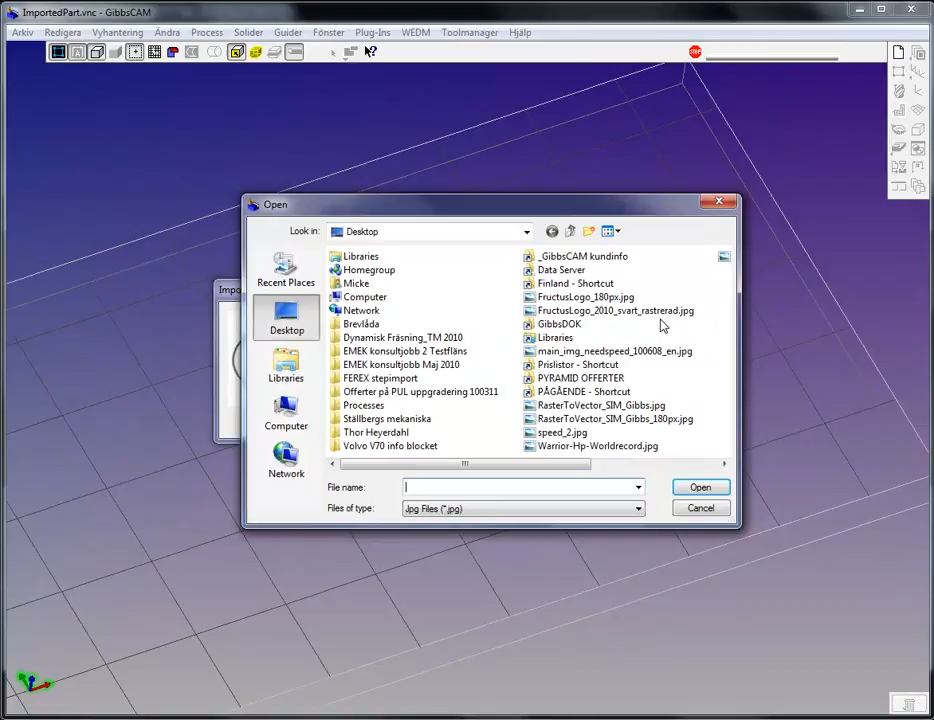 ImportedPart.vnc - GibbsCAM
Arkiv Redigera Vyhantering Ändra Process Solider Guider Fönster Plug-Ins WEDM Toolmanager Hjälp
STOP
Open
Look in: Desktop
Impo
Recent Places
Desktop
Libraries
Computer
Network
Libraries
Homegroup
Micke
Computer
Network
Brevlåda
Dynamisk Fräsning_TM 2010
EMEK konsultjobb 2 Testfläns
EMEK konsultjobb Maj 2010
FEREX stepimport
Offerter på PUL uppgradering 100311
Processes
Ställbergs mekaniska
Thor Heyerdahl
Volvo V70 info blocket
_GibbsCAM kundinfo
Data Server
Finland - Shortcut
FructusLogo_180px.jpg
FructusLogo_2010_svart_rastrerad.jpg
GibbsDOK
Libraries
main_img_needspeed_100608_en.jpg
Prislistor - Shortcut
PYRAMID OFFERTER
PÅGÅENDE - Shortcut
RasterToVector_SIM_Gibbs.jpg
RasterToVector_SIM_Gibbs_180px.jpg
speed_2.jpg
Warrior-Hp-Worldrecord.jpg
File name: Open
Files of type: Jpg Files (*.jpg) Cancel